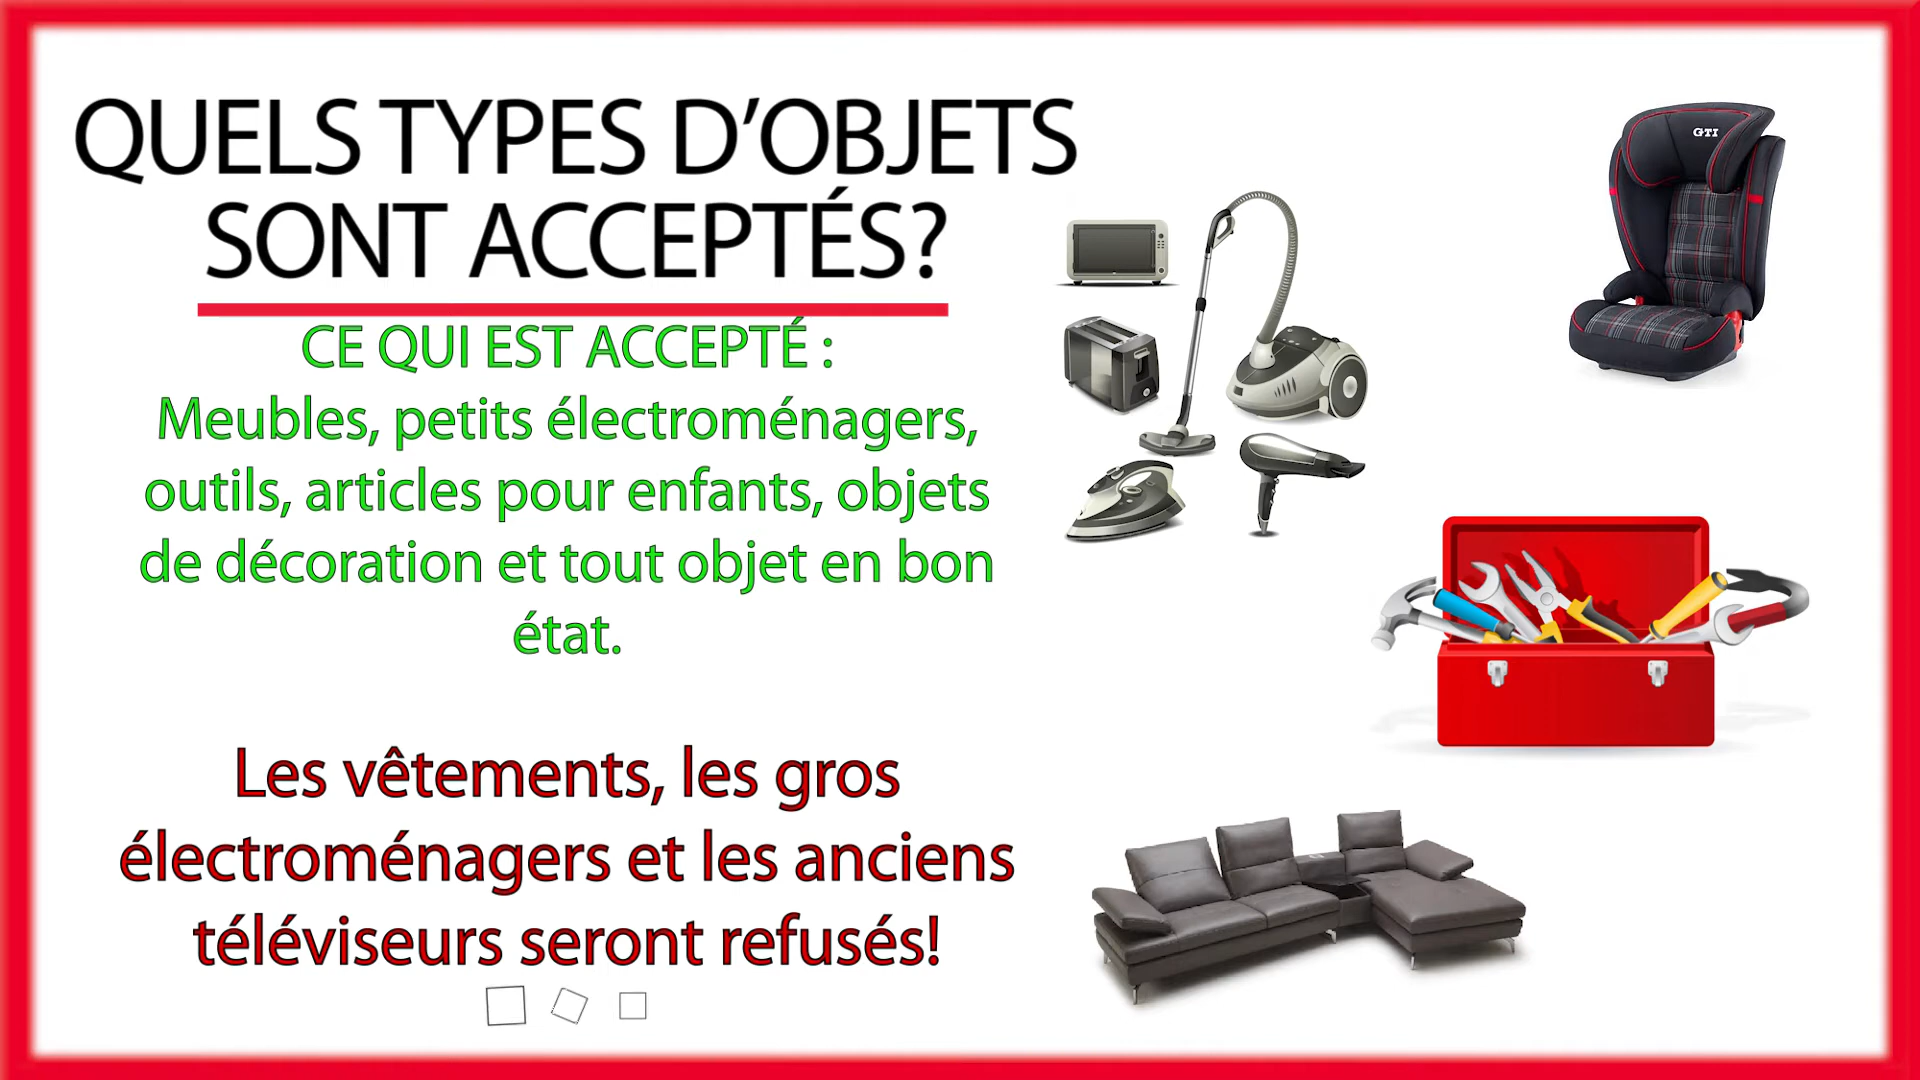 QUELS TYPES D’OBJETS
SONT ACCEPTÉS?
CE QUI EST ACCEPTÉ :
Meubles, petits électroménagers,
outils, articles pour enfants, objets
de décoration et tout objet en bon
état.
Les vêtements, les gros
électroménagers et les anciens
téléviseurs seront refusés!
GTI